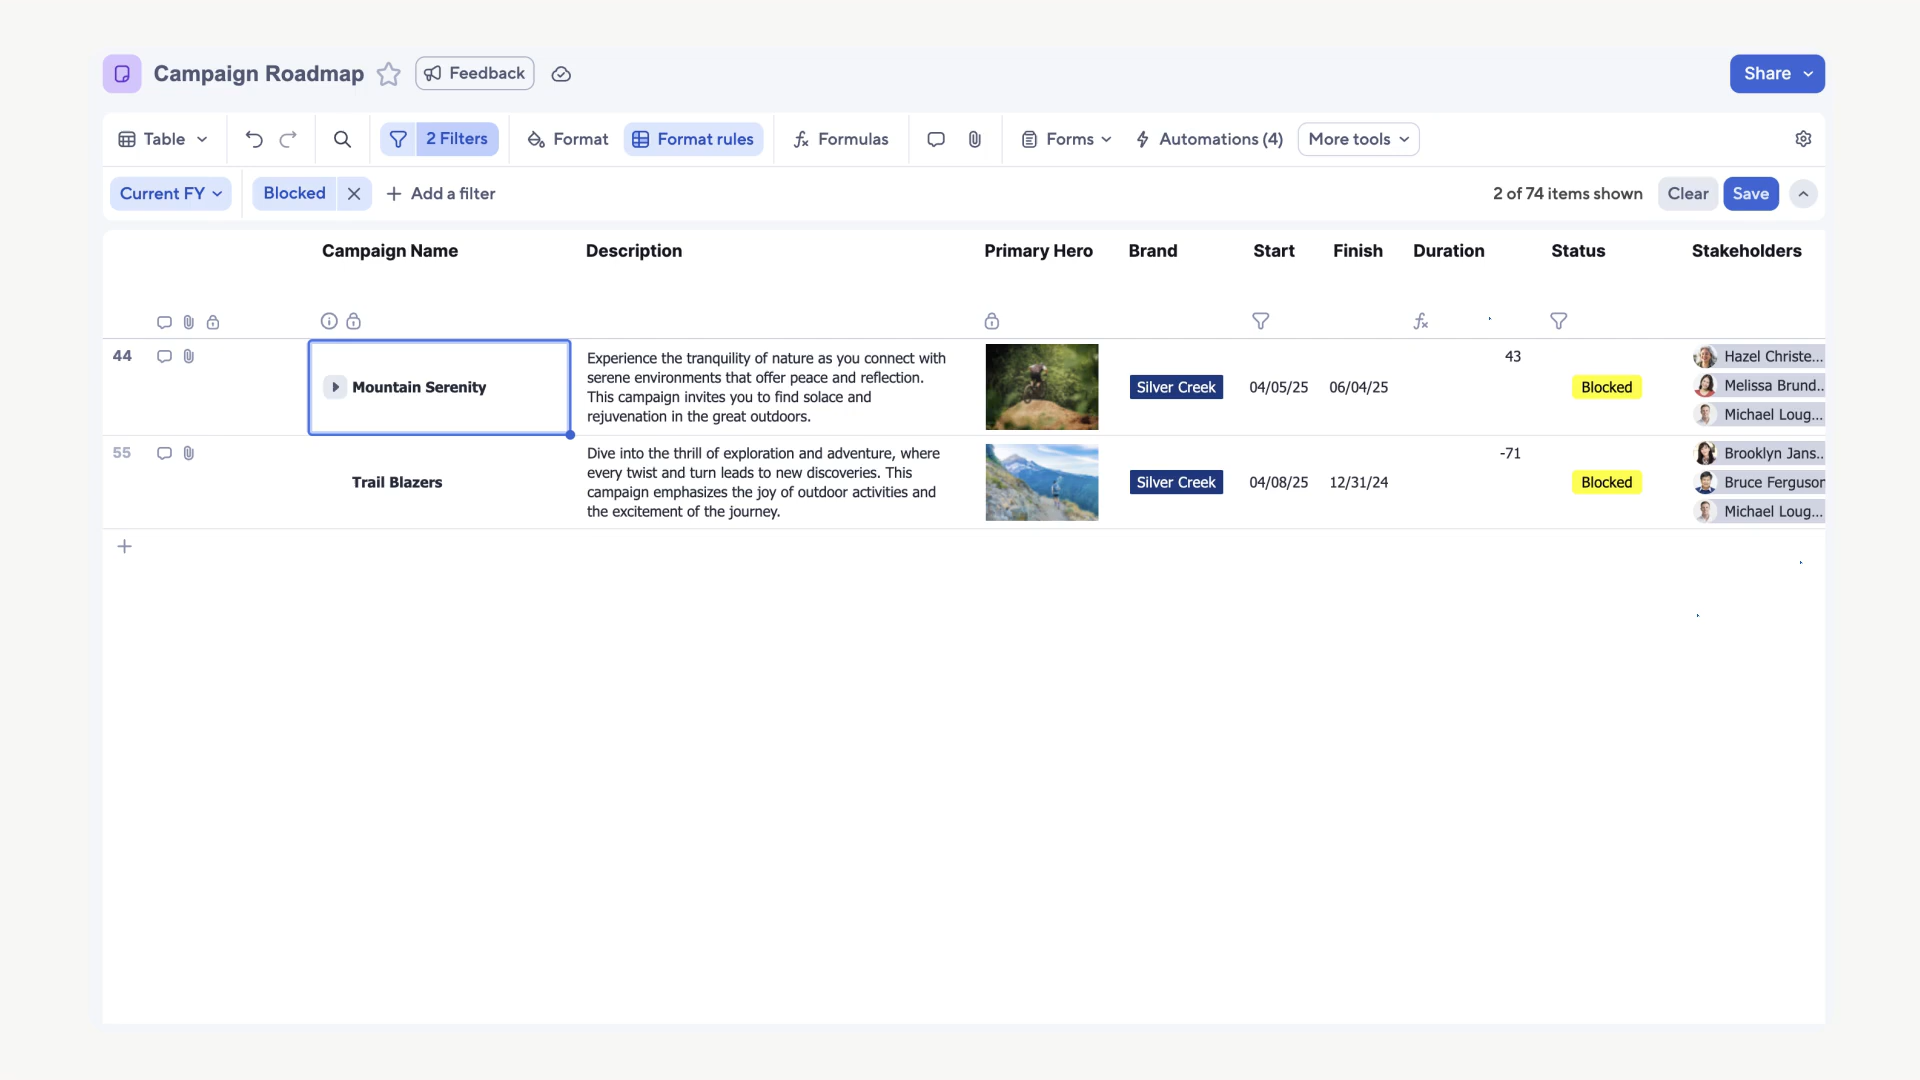 Campaign Roadmap Feedback Share
Table 2 Filters Format Format rules Formulas Forms Automations (4) More tools
Current FY Blocked Add a filter 2 of 74 items shown Clear Save
Campaign Name Description Primary Hero Brand Start Finish Duration Status Stakeholders
44
Mountain Serenity
Experience the tranquility of nature as you connect with
serene environments that offer peace and reflection.
This campaign invites you to find solace and
rejuvenation in the great outdoors.
Silver Creek 04/05/25 06/04/25
43
Blocked
Hazel Christe...
Melissa Brund..
Michael Loug...
55
Trail Blazers
Dive into the thrill of exploration and adventure, where
every twist and turn leads to new discoveries. This
campaign emphasizes the joy of outdoor activities and
the excitement of the journey.
Silver Creek 04/08/25 12/31/24
-71
Blocked
Brooklyn Jans..
Bruce Ferguson
Michael Loug...